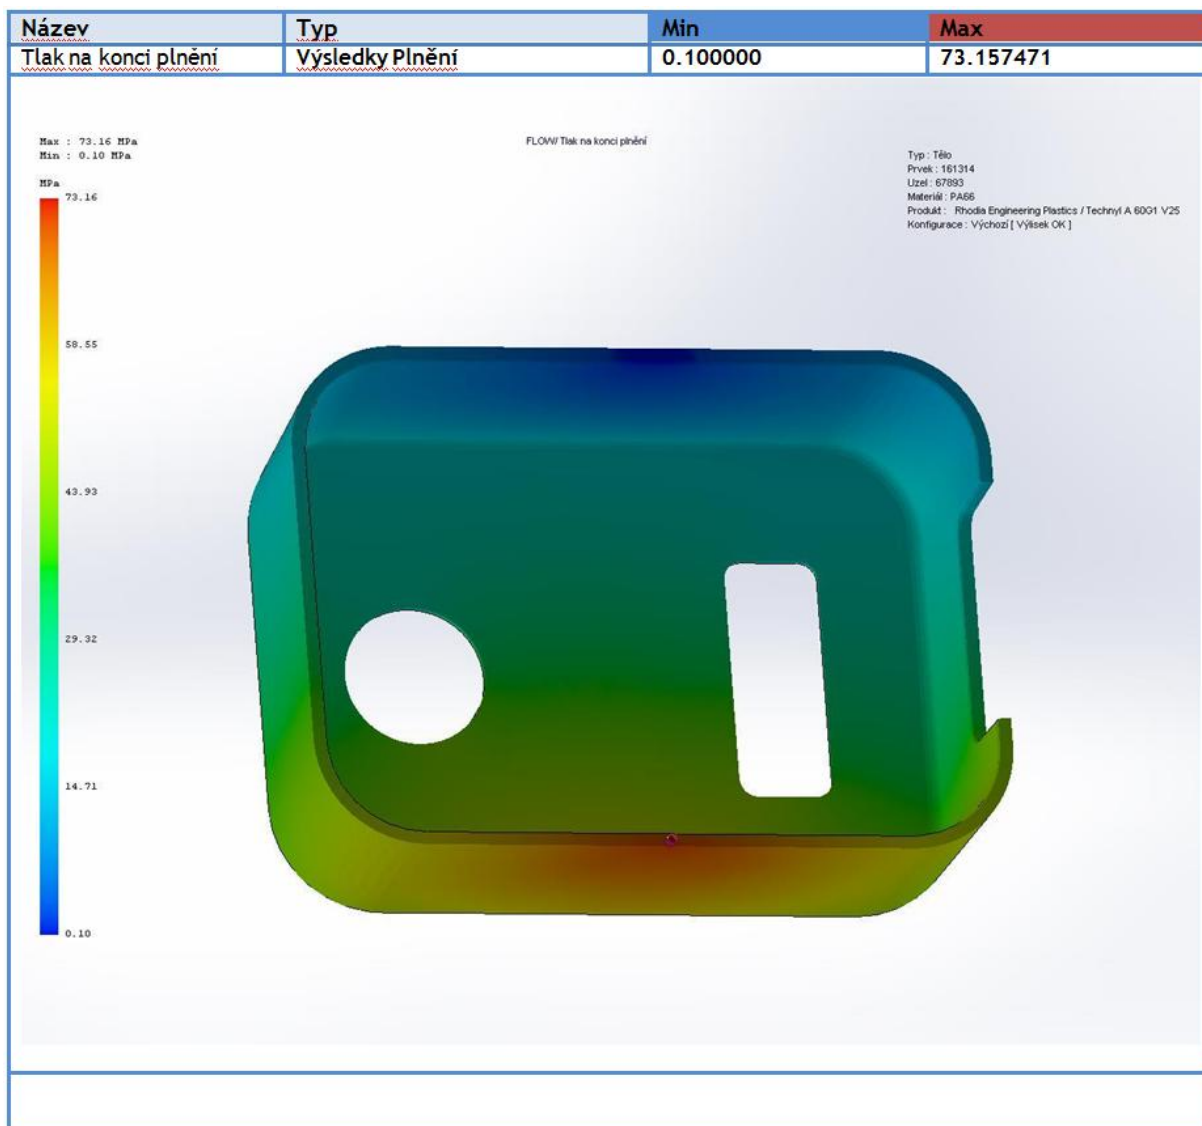 Název Typ Min Max
Tlak na konci plnění Výsledky Plnění 0.100000 73.157471
Max : 73.16 MPa
Min : 0.10 MPa
FLOW/ Tlak na konci plnění
Typ : Tělo
Prvek : 161314
Uzel : 67893
Materiál : PA66
Produkt : Rhodia Engineering Plastics / Technyl A 60G1 V25
Konfigurace : Výchozí [ Výlisek OK ]
MPa
73.16
58.55
43.93
29.32
14.71
0.10